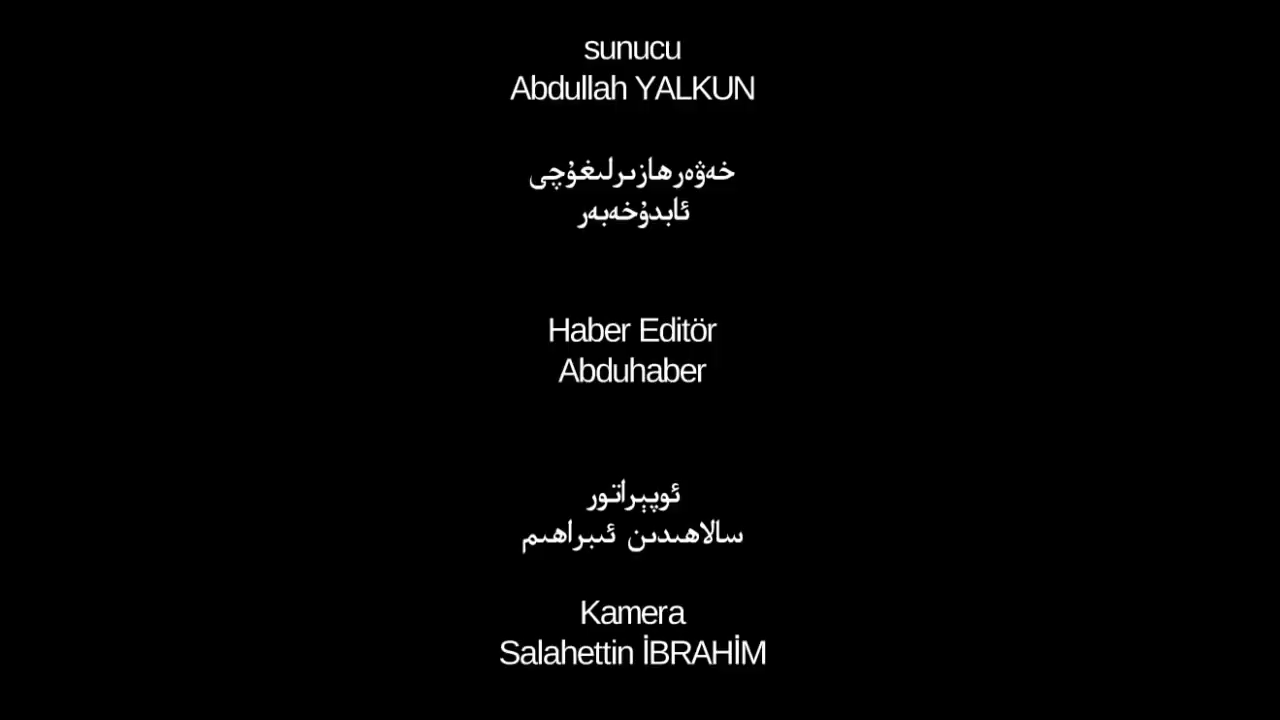 sunucu
Abdullah YALKUN
خەۋەرھازىرلىغۇچى
ئابدۇخەبەر
Haber Editör
Abduhaber
ئوپېراتور
سالاھىدىن ئىبراھىم
Kamera
Salahettin İBRAHİM